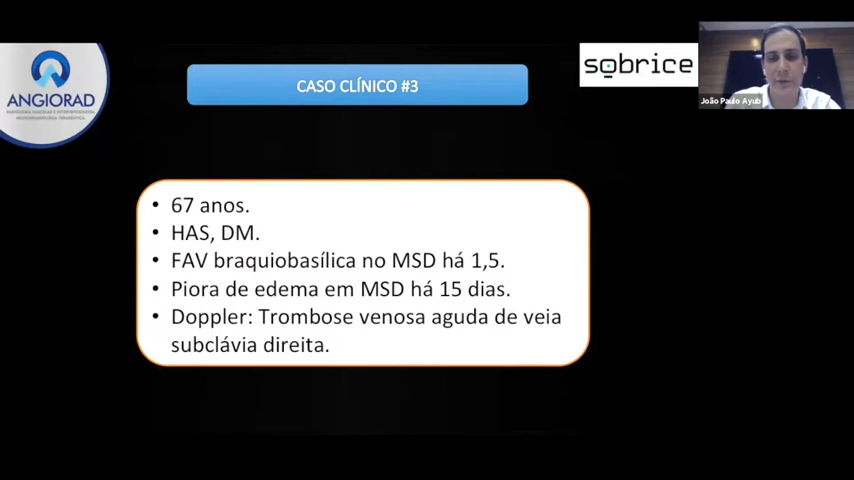 ANGIORAD
CASO CLÍNICO #3
sobrice
João Paulo Ayub
• 67 anos.
• HAS, DM.
• FAV braquiobasílica no MSD há 1,5.
• Piora de edema em MSD há 15 dias.
• Doppler: Trombose venosa aguda de veia
subclávia direita.